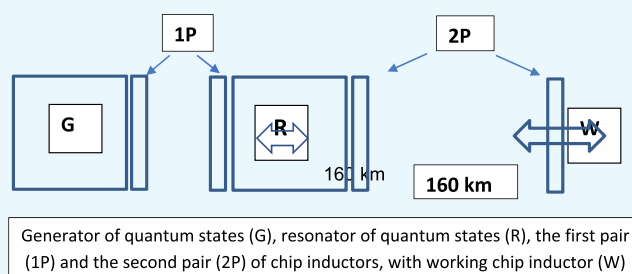 1P
2P
G
R
W
160 km
160 km
Generator of quantum states (G), resonator of quantum states (R), the first pair
(1P) and the second pair (2P) of chip inductors, with working chip inductor (W)